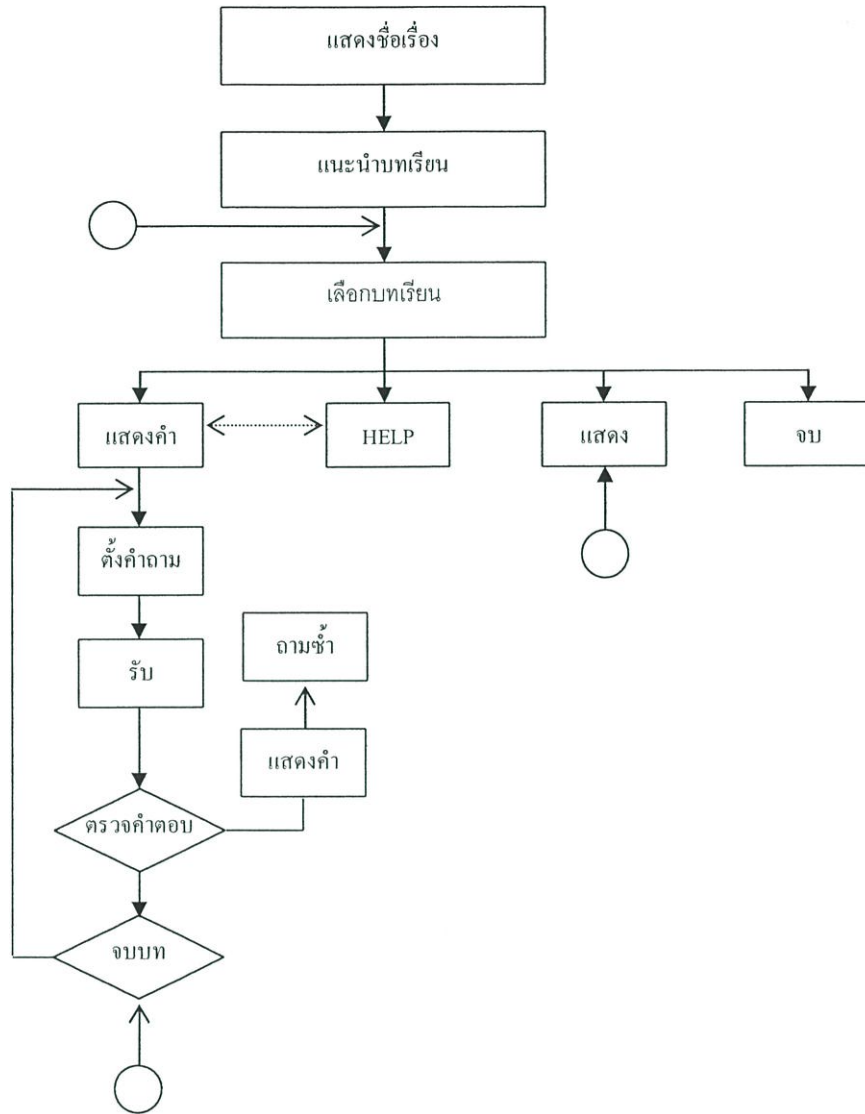 แสดงชื่อเรื่อง
แนะนำบทเรียน
เลือกบทเรียน
แสดงคำ
HELP
แสดง
จบ
ตั้งคำถาม
รับ
ถามซ้ำ
แสดงคำ
ตรวจคำตอบ
จบบท